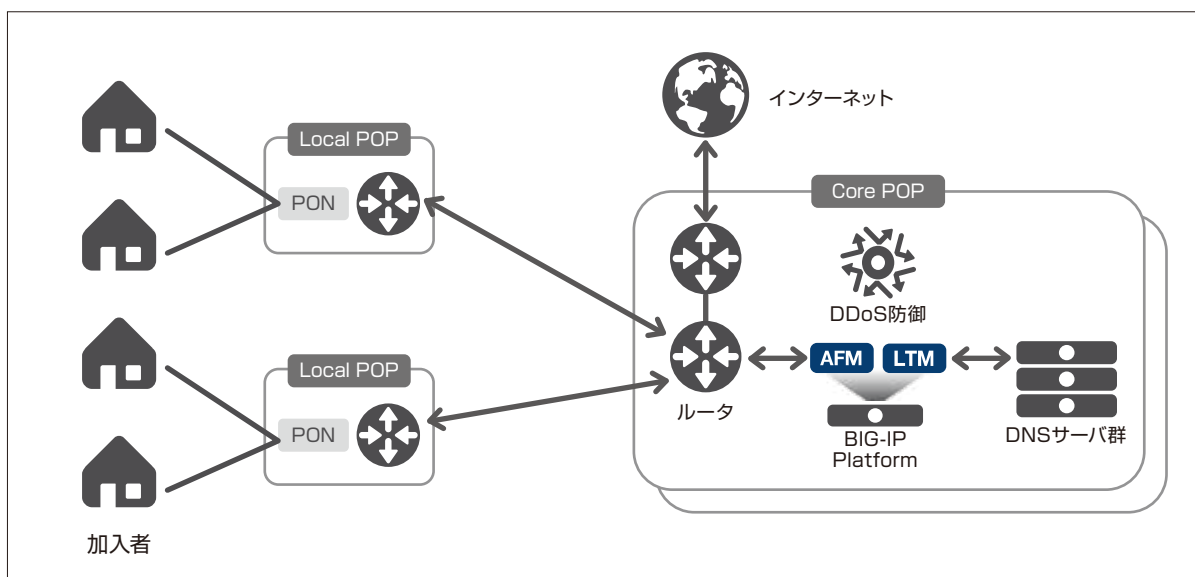 インターネット
Local POP
PON
Core POP
DDoS防御
AFM
LTM
ルータ
BIG-IP
Platform
DNSサーバ群
Local POP
PON
加入者